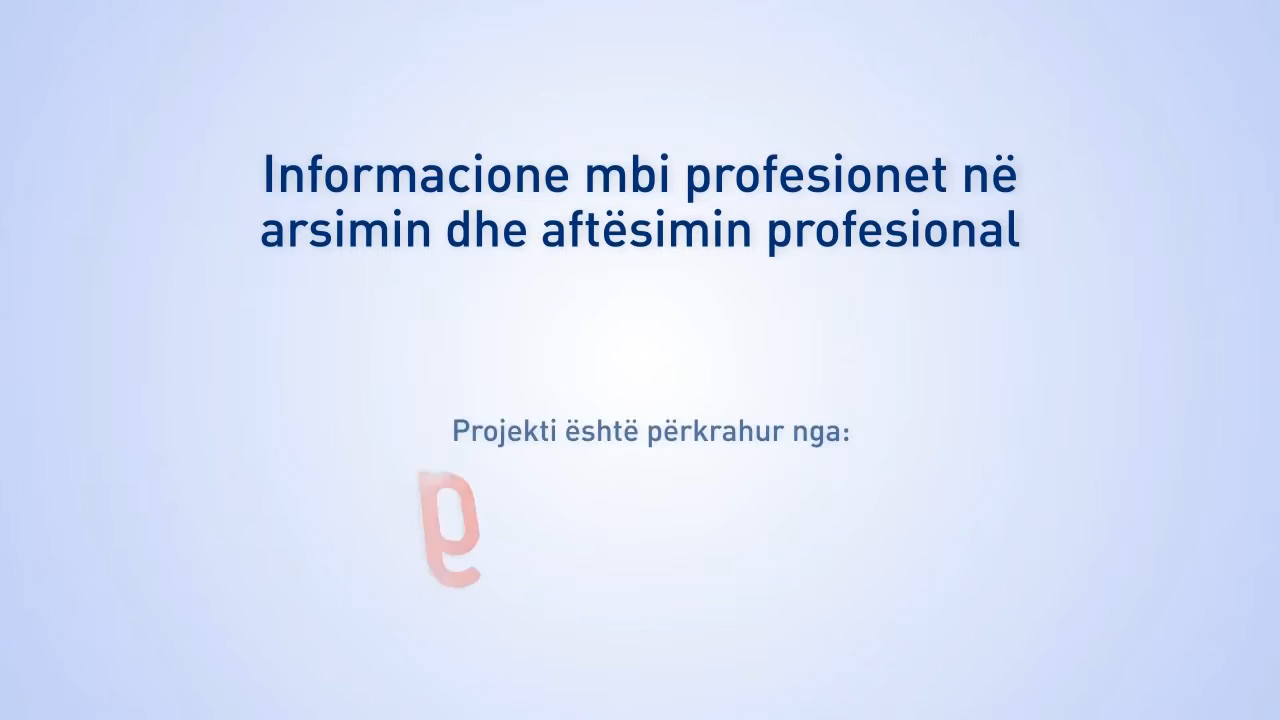 Informacione mbi profesionet në
arsimin dhe aftësimin profesional
Projekti është përkrahur nga: